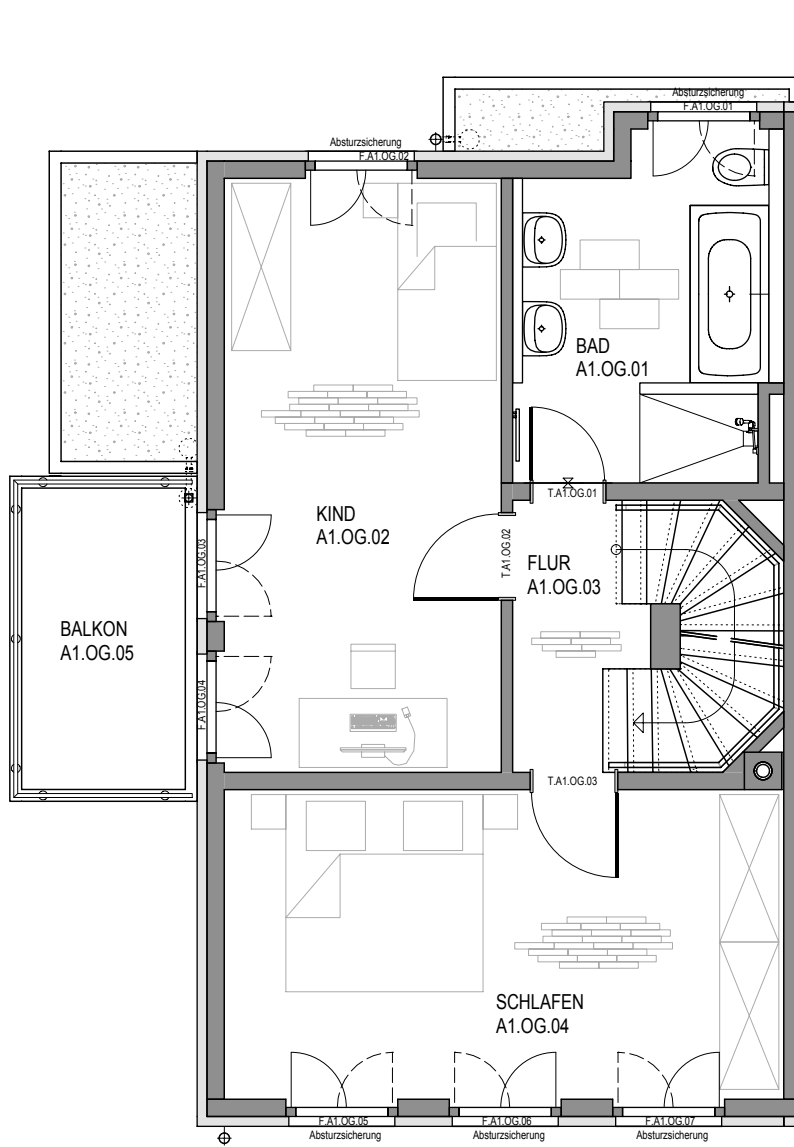 Absturzsicherung
F.A1.OG.01
Absturzsicherung
F.A1.OG.02
BAD
A1.OG.01
T.A1.OG.01
KIND
A1.OG.02
T.A1.OG.02
FLUR
A1.OG.03
F.A1.OG.03
BALKON
A1.OG.05
F.A1.OG.04
T.A1.OG.03
SCHLAFEN
A1.OG.04
F.A1.OG.05
Absturzsicherung
F.A1.OG.06
Absturzsicherung
F.A1.OG.07
Absturzsicherung